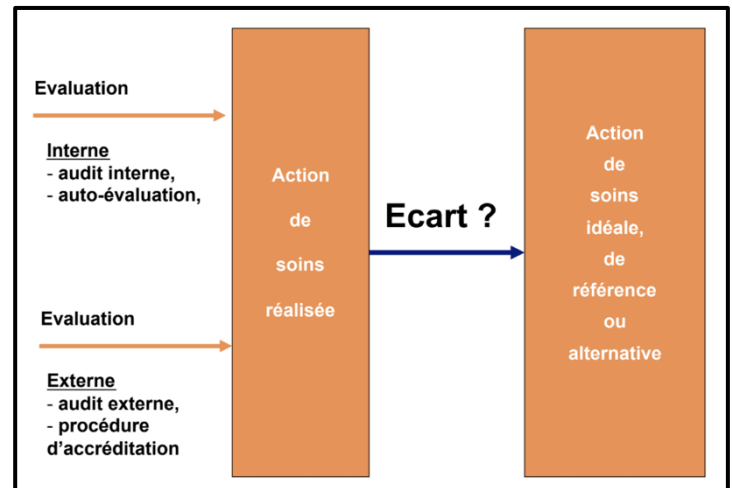 Evaluation
Interne
- audit interne,
- auto-évaluation,
Evaluation
Externe
- audit externe,
- procédure
d'accréditation
Action
de
soins
réalisée
Ecart ?
Action
de
soins
idéale,
de
référence
ou
alternative